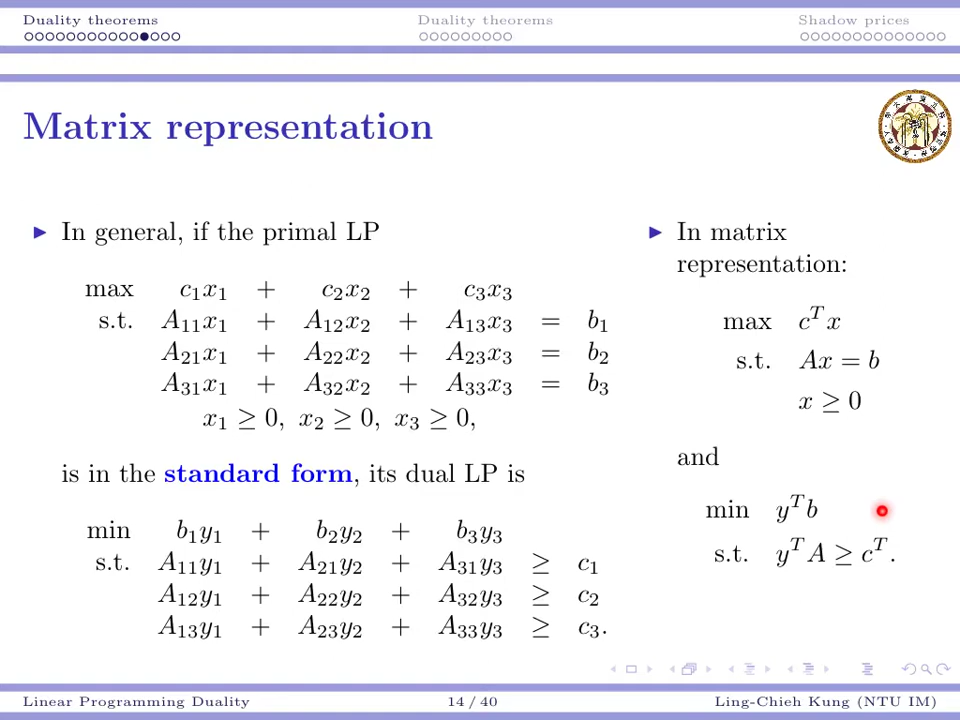 Duality theorems Duality theorems Shadow prices
Matrix representation
▶ In general, if the primal LP
max c₁x₁ + c₂x₂ + c₃x₃
s.t. A₁₁x₁ + A₁₂x₂ + A₁₃x₃ = b₁
A₂₁x₁ + A₂₂x₂ + A₂₃x₃ = b₂
A₃₁x₁ + A₃₂x₂ + A₃₃x₃ = b₃
x₁ ≥ 0, x₂ ≥ 0, x₃ ≥ 0,
is in the standard form, its dual LP is
min b₁y₁ + b₂y₂ + b₃y₃
s.t. A₁₁y₁ + A₂₁y₂ + A₃₁y₃ ≥ c₁
A₁₂y₁ + A₂₂y₂ + A₃₂y₃ ≥ c₂
A₁₃y₁ + A₂₃y₂ + A₃₃y₃ ≥ c₃.
▶ In matrix
representation:
max cᵀx
s.t. Ax = b
x ≥ 0
and
min yᵀb
s.t. yᵀA ≥ cᵀ.
Linear Programming Duality 14 / 40 Ling-Chieh Kung (NTU IM)